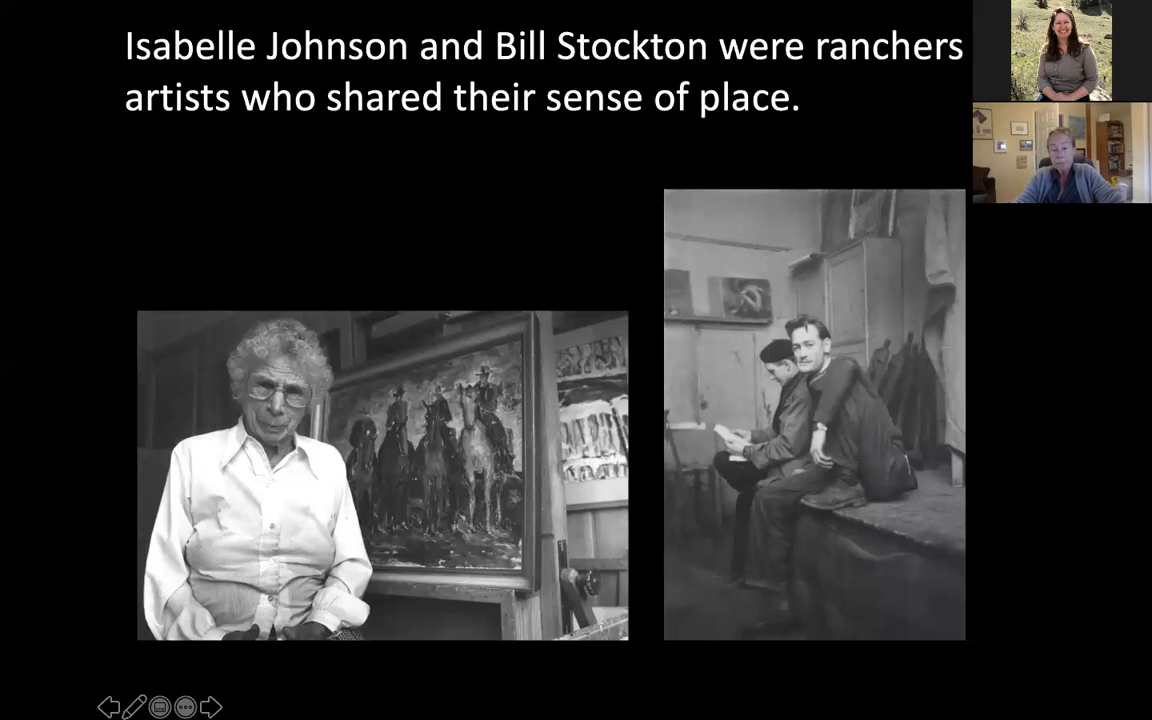 Isabelle Johnson and Bill Stockton were ranchers
artists who shared their sense of place.